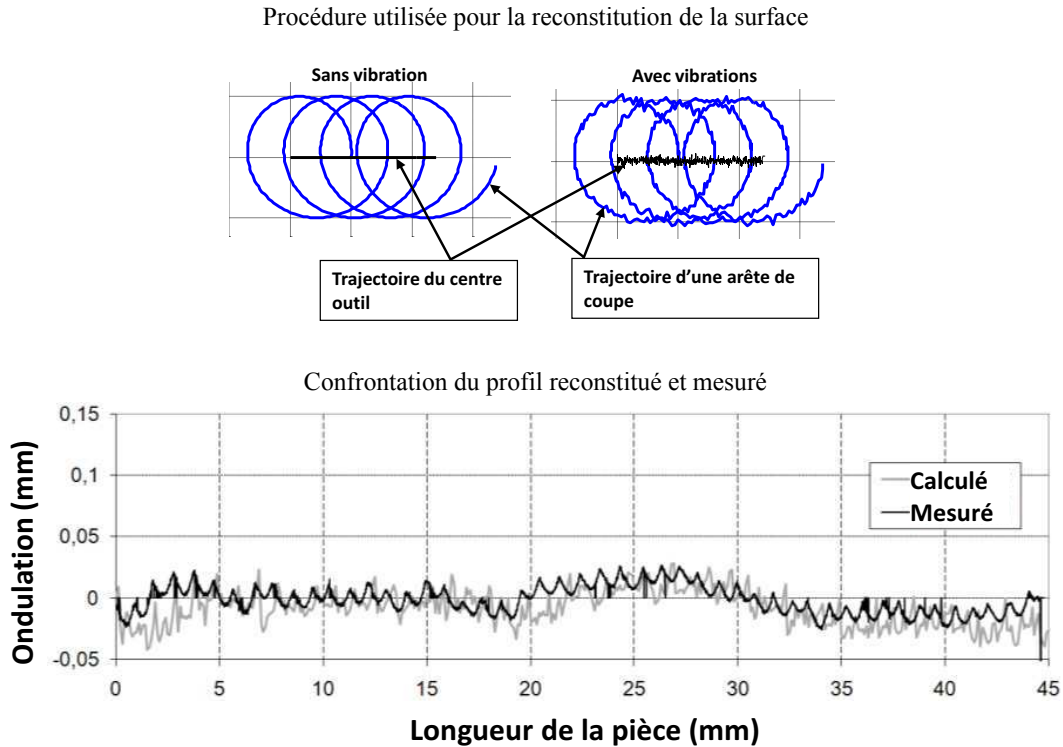 Procédure utilisée pour la reconstitution de la surface
Sans vibration
Avec vibrations
Trajectoire du centre
outil
Trajectoire d’une arête de
coupe
Confrontation du profil reconstitué et mesuré
Ondulation (mm)
0,15
0,1
0,05
0
-0,05
Calculé
Mesuré
0 5 10 15 20 25 30 35 40 45
Longueur de la pièce (mm)